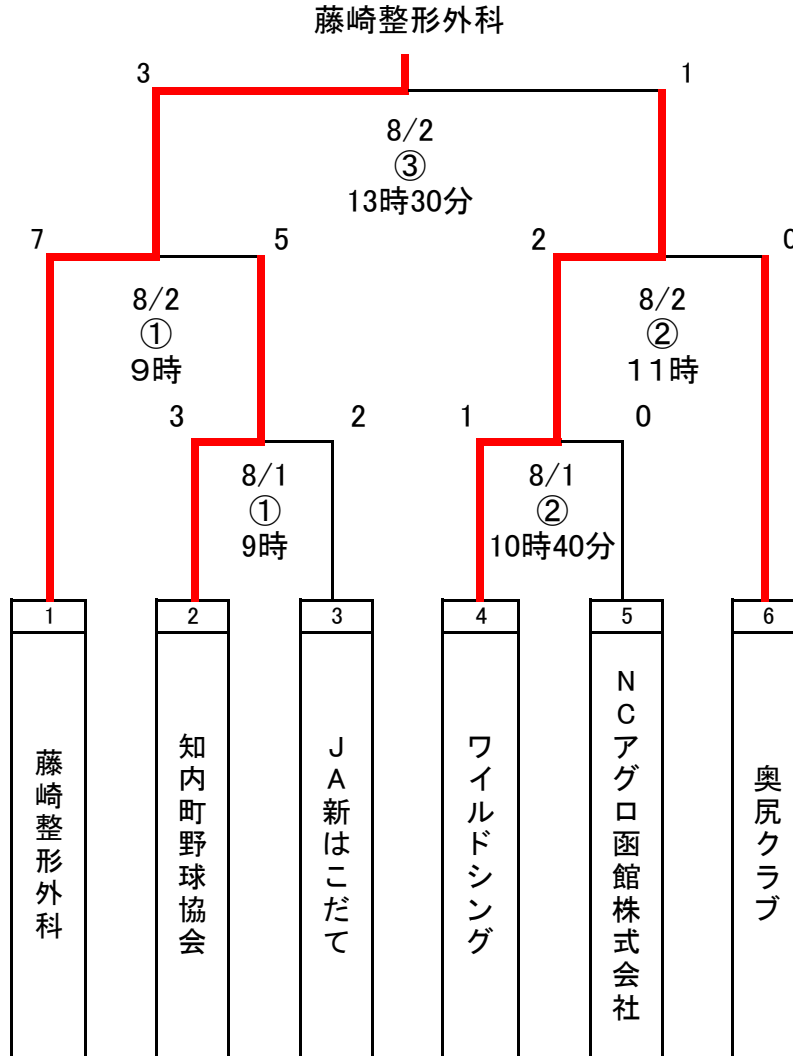 藤崎整形外科
3
1
8/2
③
13時30分
7
5
2
0
8/2
①
9時
8/2
②
11時
3
2
1
0
8/1
①
9時
8/1
②
10時40分
1
2
3
4
5
6
藤崎整形外科
知内町野球協会
JA新はこだて
ワイルドシング
NCアグロ函館株式会社
奥尻クラブ